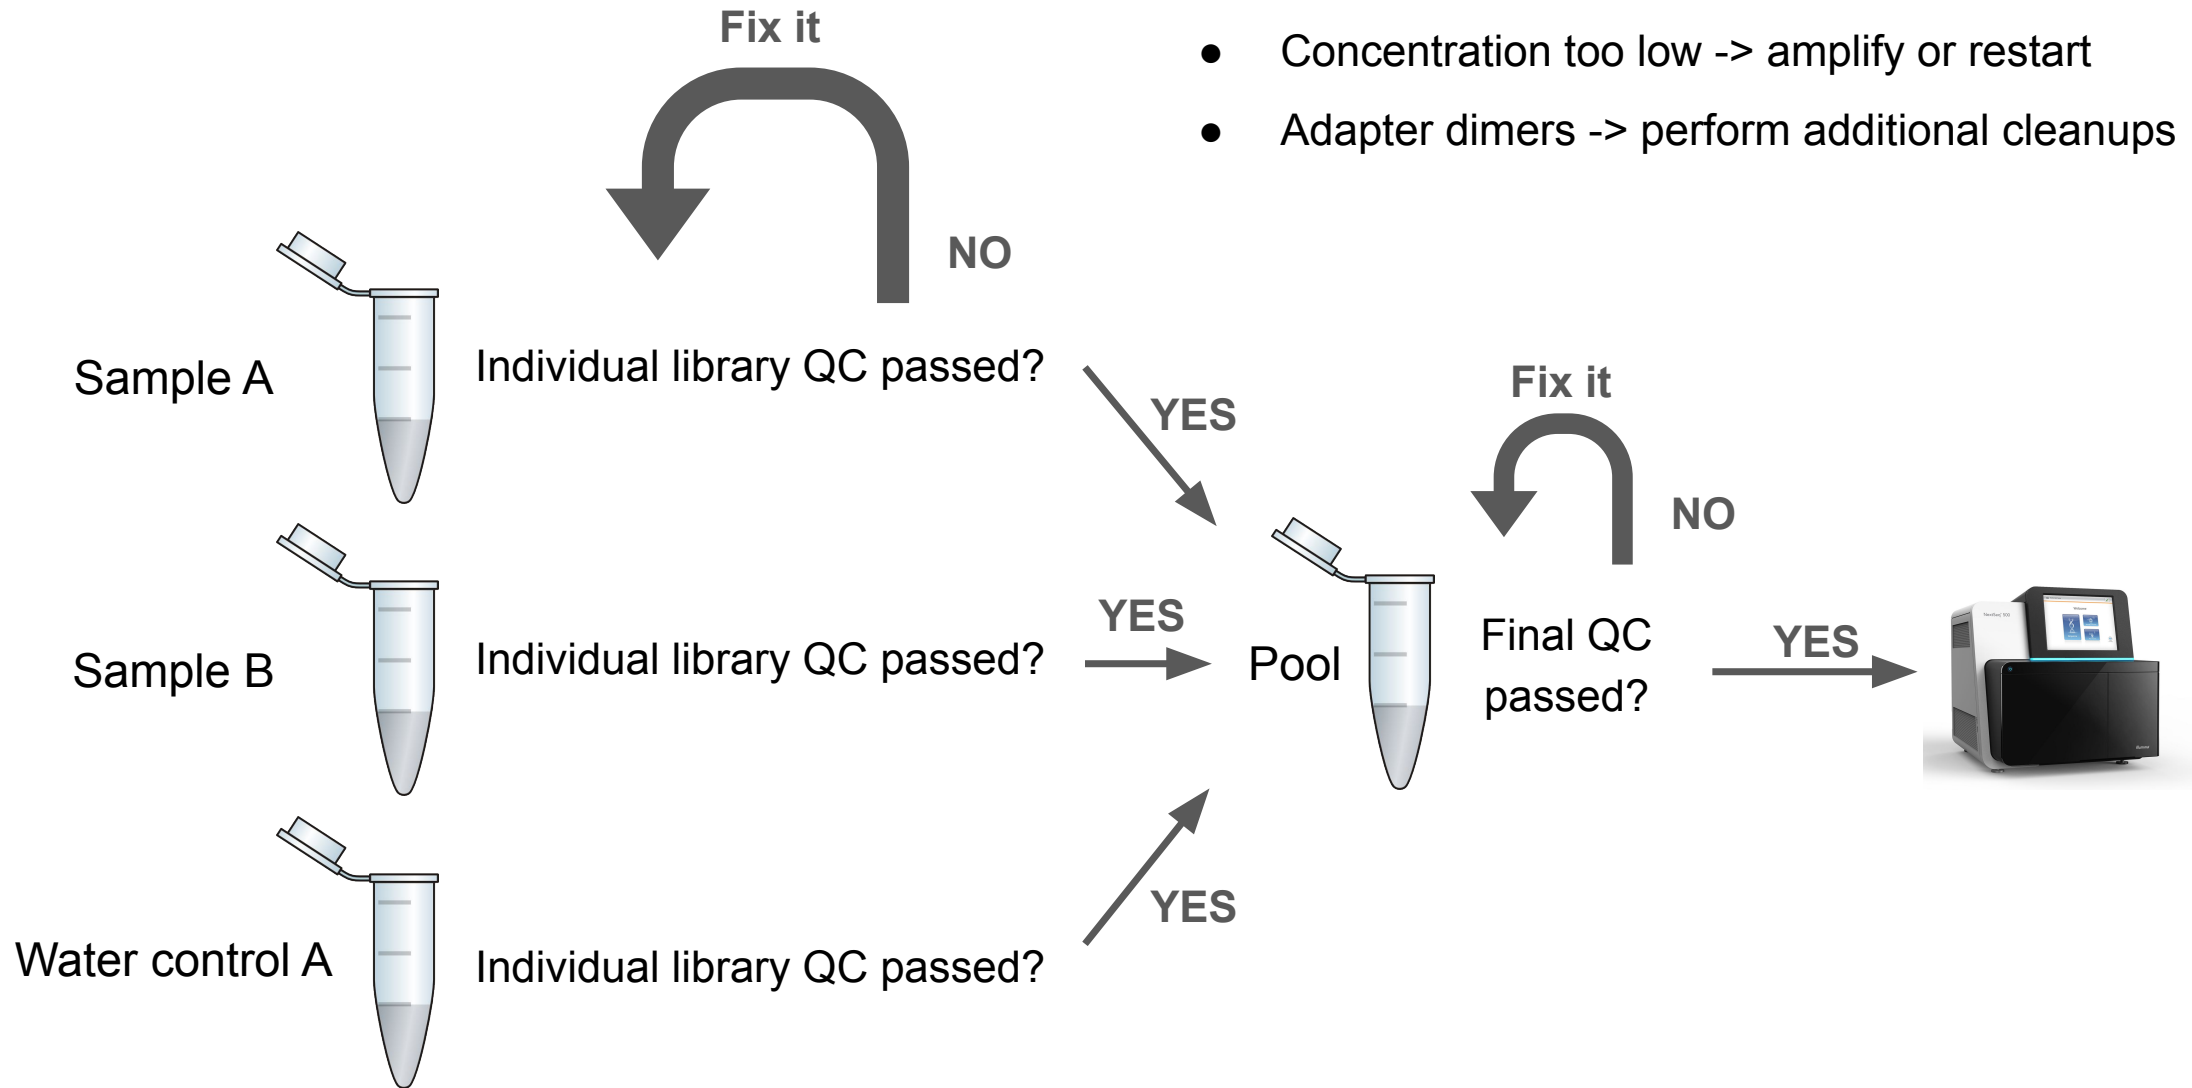 Fix it
● Concentration too low -> amplify or restart
● Adapter dimers -> perform additional cleanups
NO
Sample A
Individual library QC passed?
YES
Fix it
NO
Sample B
Individual library QC passed?
YES
Pool
Final QC
passed?
YES
Water control A
Individual library QC passed?
YES